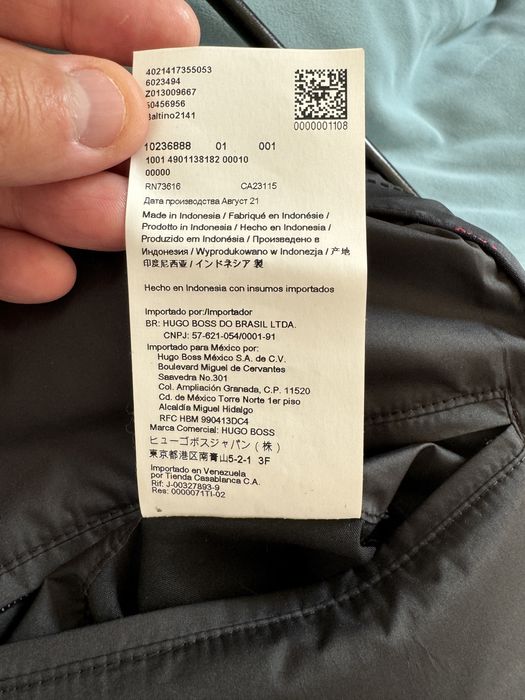 4021417355053
6023494
Z013009667
50456956
Baltino2141
0000001108
10236888 01 001
1001 4901138182 00010
00000
RN73616 CA23115
Дата производства Август 21
Made in Indonesia / Fabriqué en Indonésie /
Prodotto in Indonesia / Hecho en Indonesia /
Produzido em Indonésia / Произведено в
Индонезии / Wyprodukowano w Indonezja / 产地
印度尼西亚 / インドネシア 製
Hecho en Indonesia con insumos importados
Importado por:/Importador
BR: HUGO BOSS DO BRASIL LTDA.
CNPJ: 57-621-054/0001-91
Importado para México por:
Hugo Boss México S.A. de C.V.
Boulevard Miguel de Cervantes
Saavedra No.301
Col. Ampliación Granada, C.P. 11520
Cd. de México Torre Norte 1er piso
Alcaldía Miguel Hidalgo
RFC HBM 990413DC4
Marca Comercial: HUGO BOSS
ヒューゴボスジャパン（株）
東京都港区南青山5-2-1 3F
Importado en Venezuela
por Tienda Casablanca C.A.
Rif: J-00327893-9
Res: 0000071TI-02